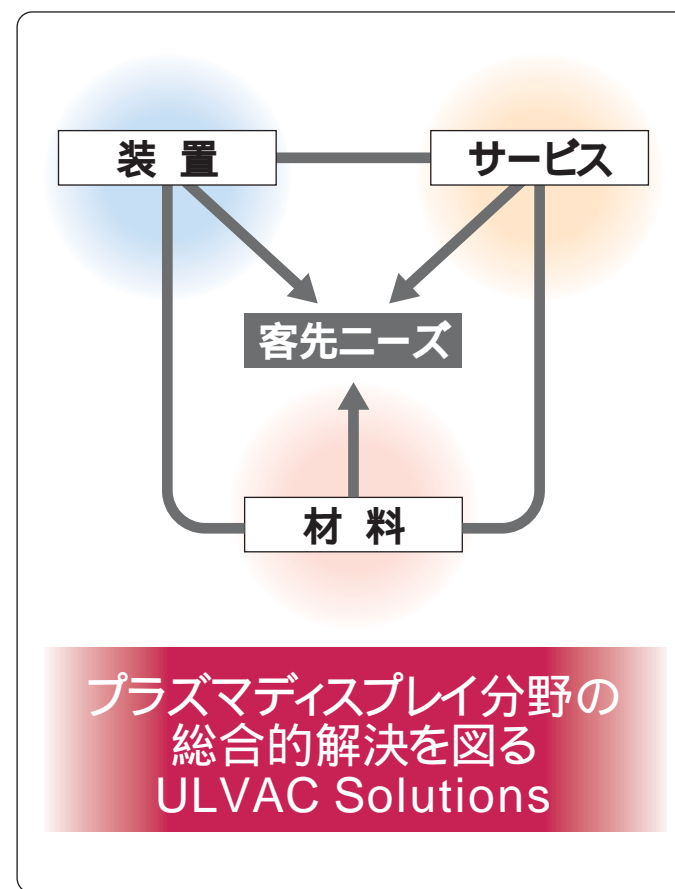 装 置
サービス
客先ニーズ
材 料
プラズマディスプレイ分野の
総合的解決を図る
ULVAC Solutions